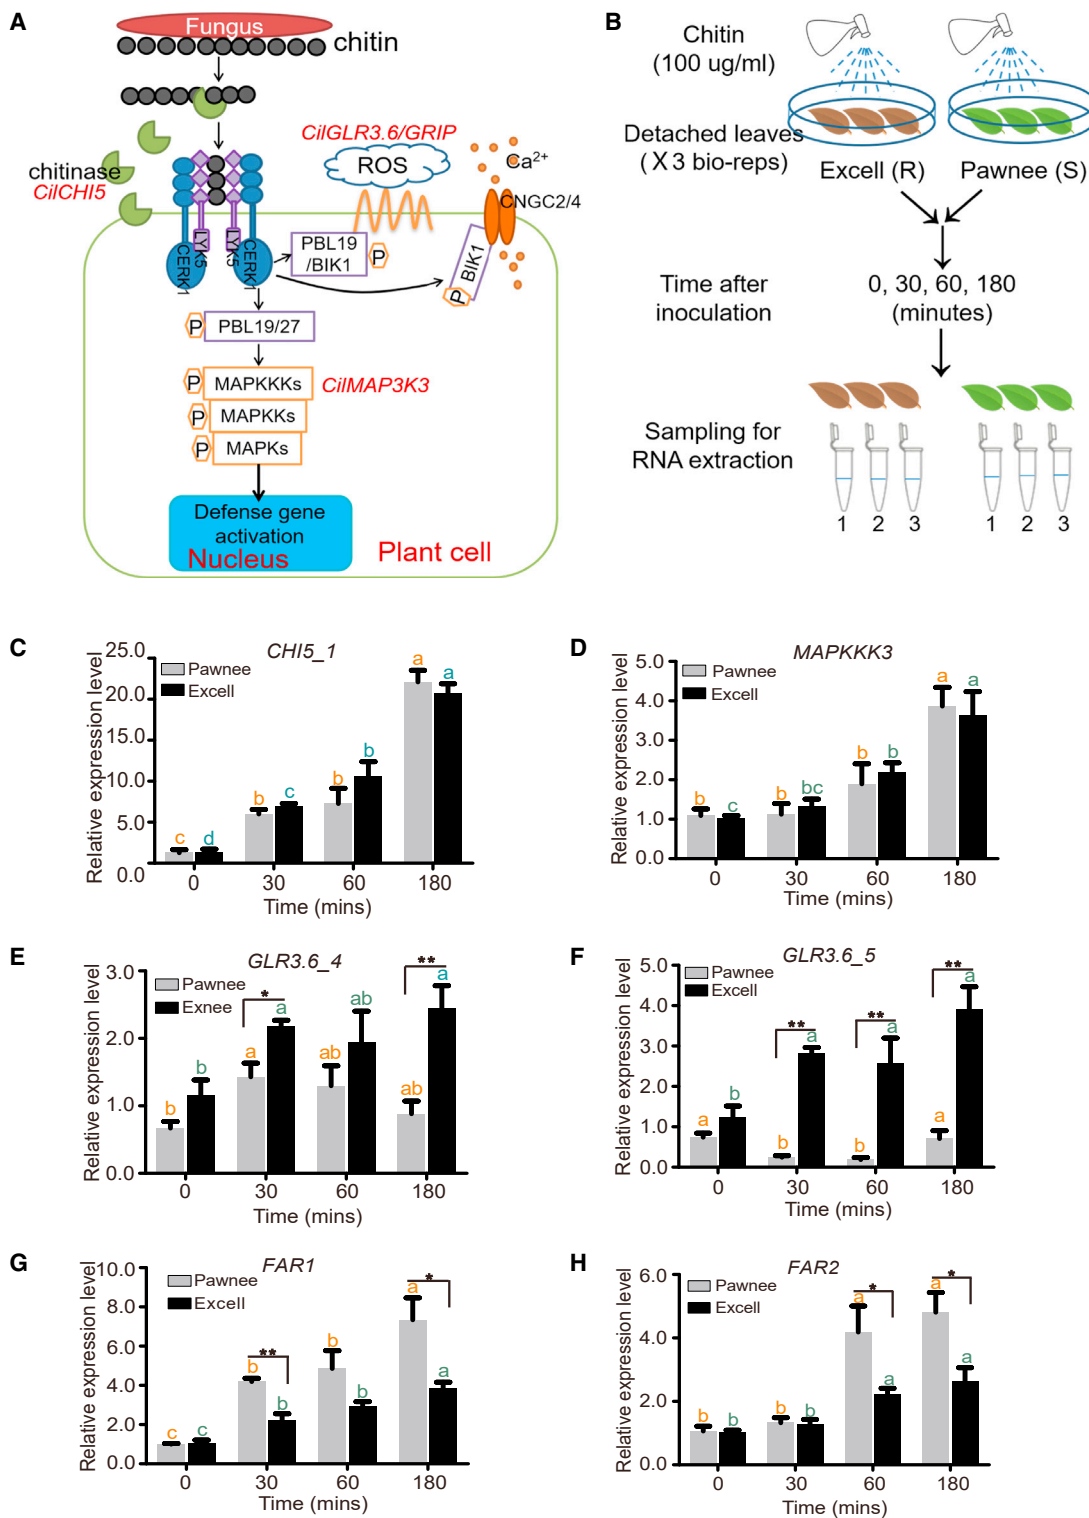 A
Fungus
chitin
chitinase
CilCHI5
CilGLR3.6/GRIP
ROS
Ca2+
CNGC2/4
LYK5
LYK5
CERK1
CERK1
PBL19
/BIK1
P
BIK1
P
P
PBL19/27
P
MAPKKKs
CilMAP3K3
P
MAPKKs
P
MAPKs
Defense gene
activation
Nucleus
Plant cell
B
Chitin
(100 ug/ml)
Detached leaves
(X 3 bio-reps)
Excell (R)
Pawnee (S)
Time after
inoculation
0, 30, 60, 180
(minutes)
Sampling for
RNA extraction
1 2 3
1 2 3
C
CHI5_1
Pawnee
Excell
Relative expression level
25.0
20.0
15.0
10.0
5.0
0.0
c d b c b b a a
0 30 60 180
Time (mins)
D
MAPKKK3
Pawnee
Excell
Relative expression level
5.0
4.0
3.0
2.0
1.0
0.0
b c b bc b b a a
0 30 60 180
Time (mins)
E
GLR3.6_4
Pawnee
Exnee
Relative expression level
3.0
2.0
1.0
0.0
* **
b b a a ab ab ab a
0 30 60 180
Time (mins)
F
GLR3.6_5
Pawnee
Excell
Relative expression level
5.0
4.0
3.0
2.0
1.0
0.0
** ** **
a b b a b a a a
0 30 60 180
Time (mins)
G
FAR1
Pawnee
Excell
Relative expression level
10.0
8.0
6.0
4.0
2.0
0.0
** *
c c b b b b a a
0 30 60 180
Time (mins)
H
FAR2
Pawnee
Excell
Relative expression level
6.0
4.0
2.0
0.0
* *
b b b b a a a a
0 30 60 180
Time (mins)